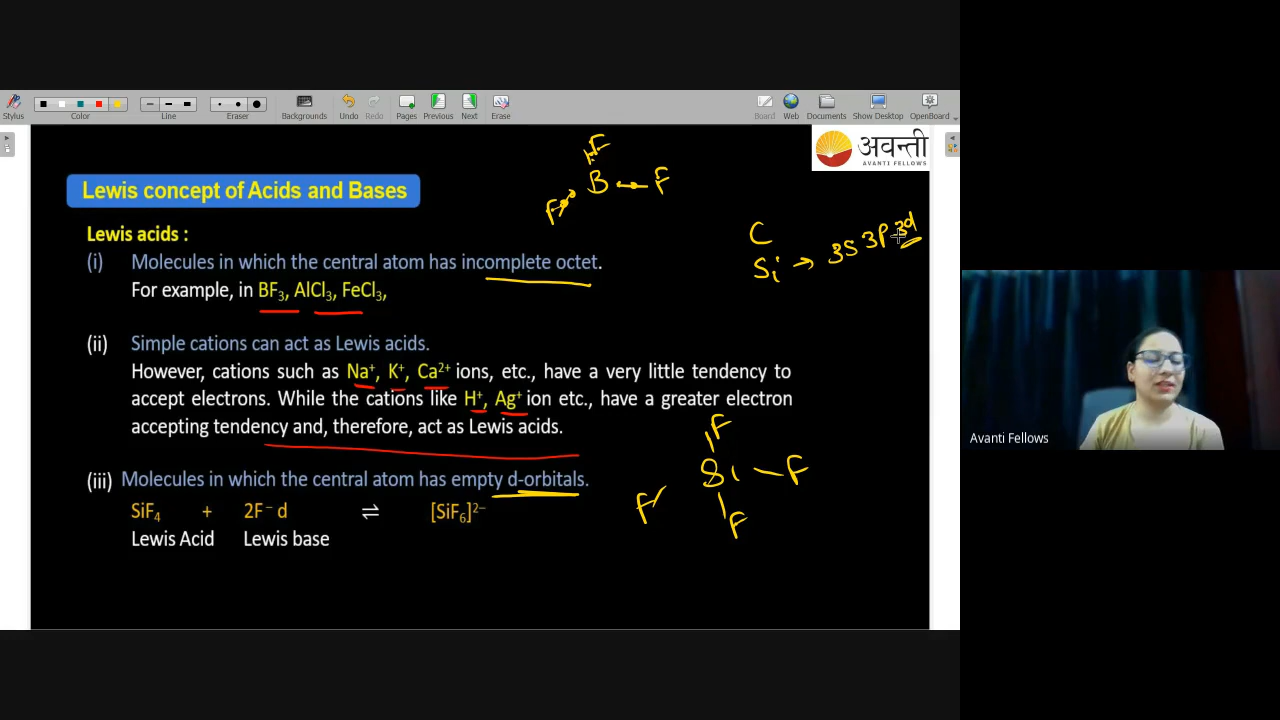 Stylus
Color
Line
Eraser
Backgrounds
Undo
Redo
Pages
Previous
Next
Erase
Board
Web
Documents
Show Desktop
OpenBoard
अवन्ती
AVANTI FELLOWS
F
B F
F
Lewis concept of Acids and Bases
C
Si → 3S 3P 3d
Lewis acids :
(i) Molecules in which the central atom has incomplete octet.
For example, in BF₃, AlCl₃, FeCl₃,
(ii) Simple cations can act as Lewis acids.
However, cations such as Na⁺, K⁺, Ca²⁺ ions, etc., have a very little tendency to
accept electrons. While the cations like H⁺, Ag⁺ ion etc., have a greater electron
accepting tendency and, therefore, act as Lewis acids.
(iii) Molecules in which the central atom has empty d-orbitals.
SiF₄ + 2F⁻ d ⇌ [SiF₆]²⁻
Lewis Acid Lewis base
F
Si F
F
F
Avanti Fellows